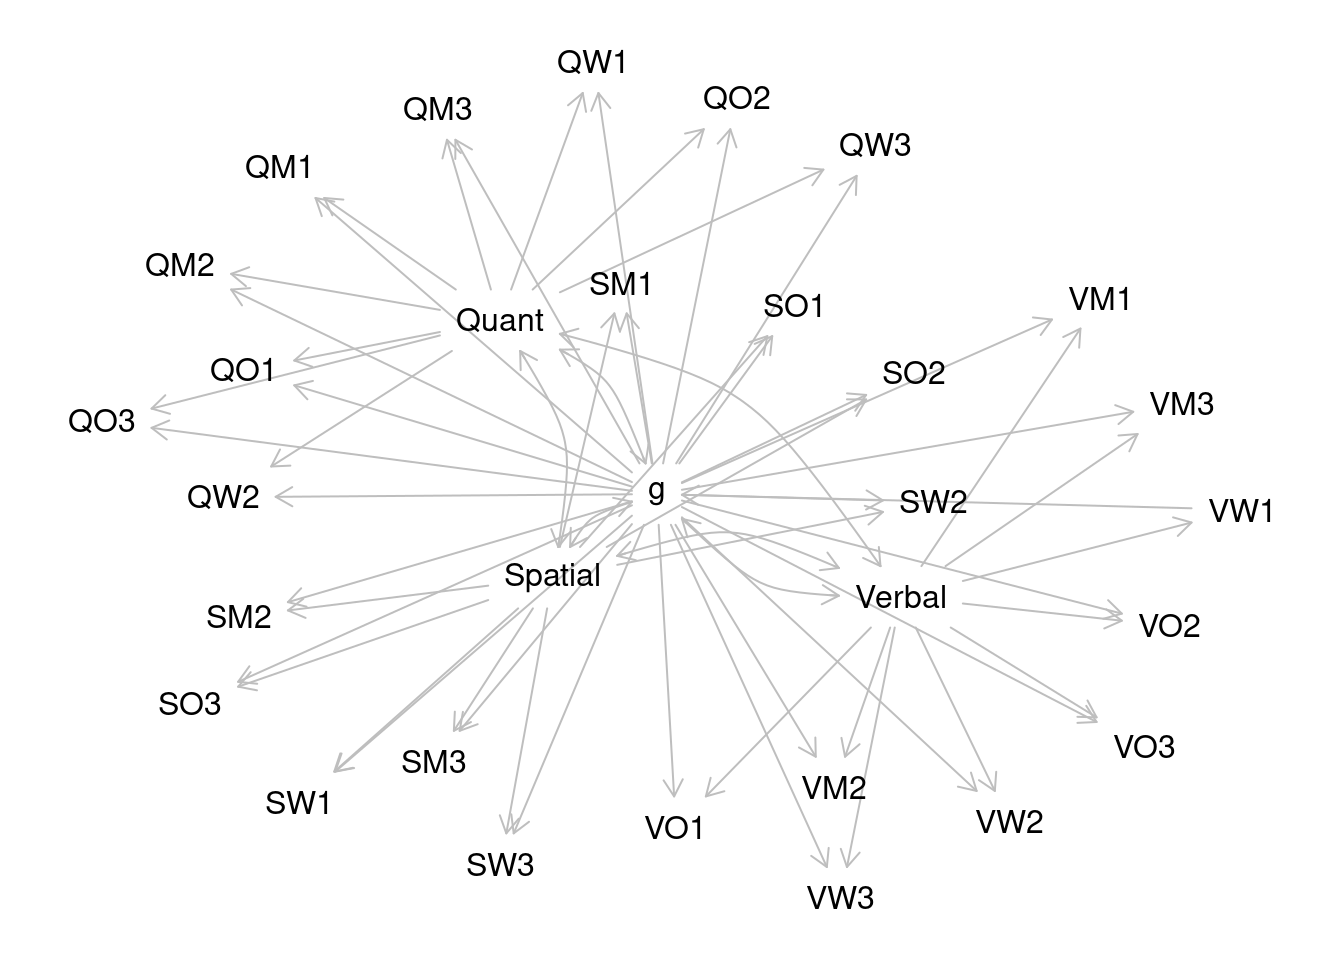 QW1
QO2
QM3
QW3
QM1
QM2
SM1
VM1
SO1
Quant
QO1
SO2
VM3
QO3
g
QW2
SW2
VW1
Spatial
Verbal
SM2
VO2
SO3
VO3
SM3
VM2
SW1
VW2
VO1
SW3
VW3